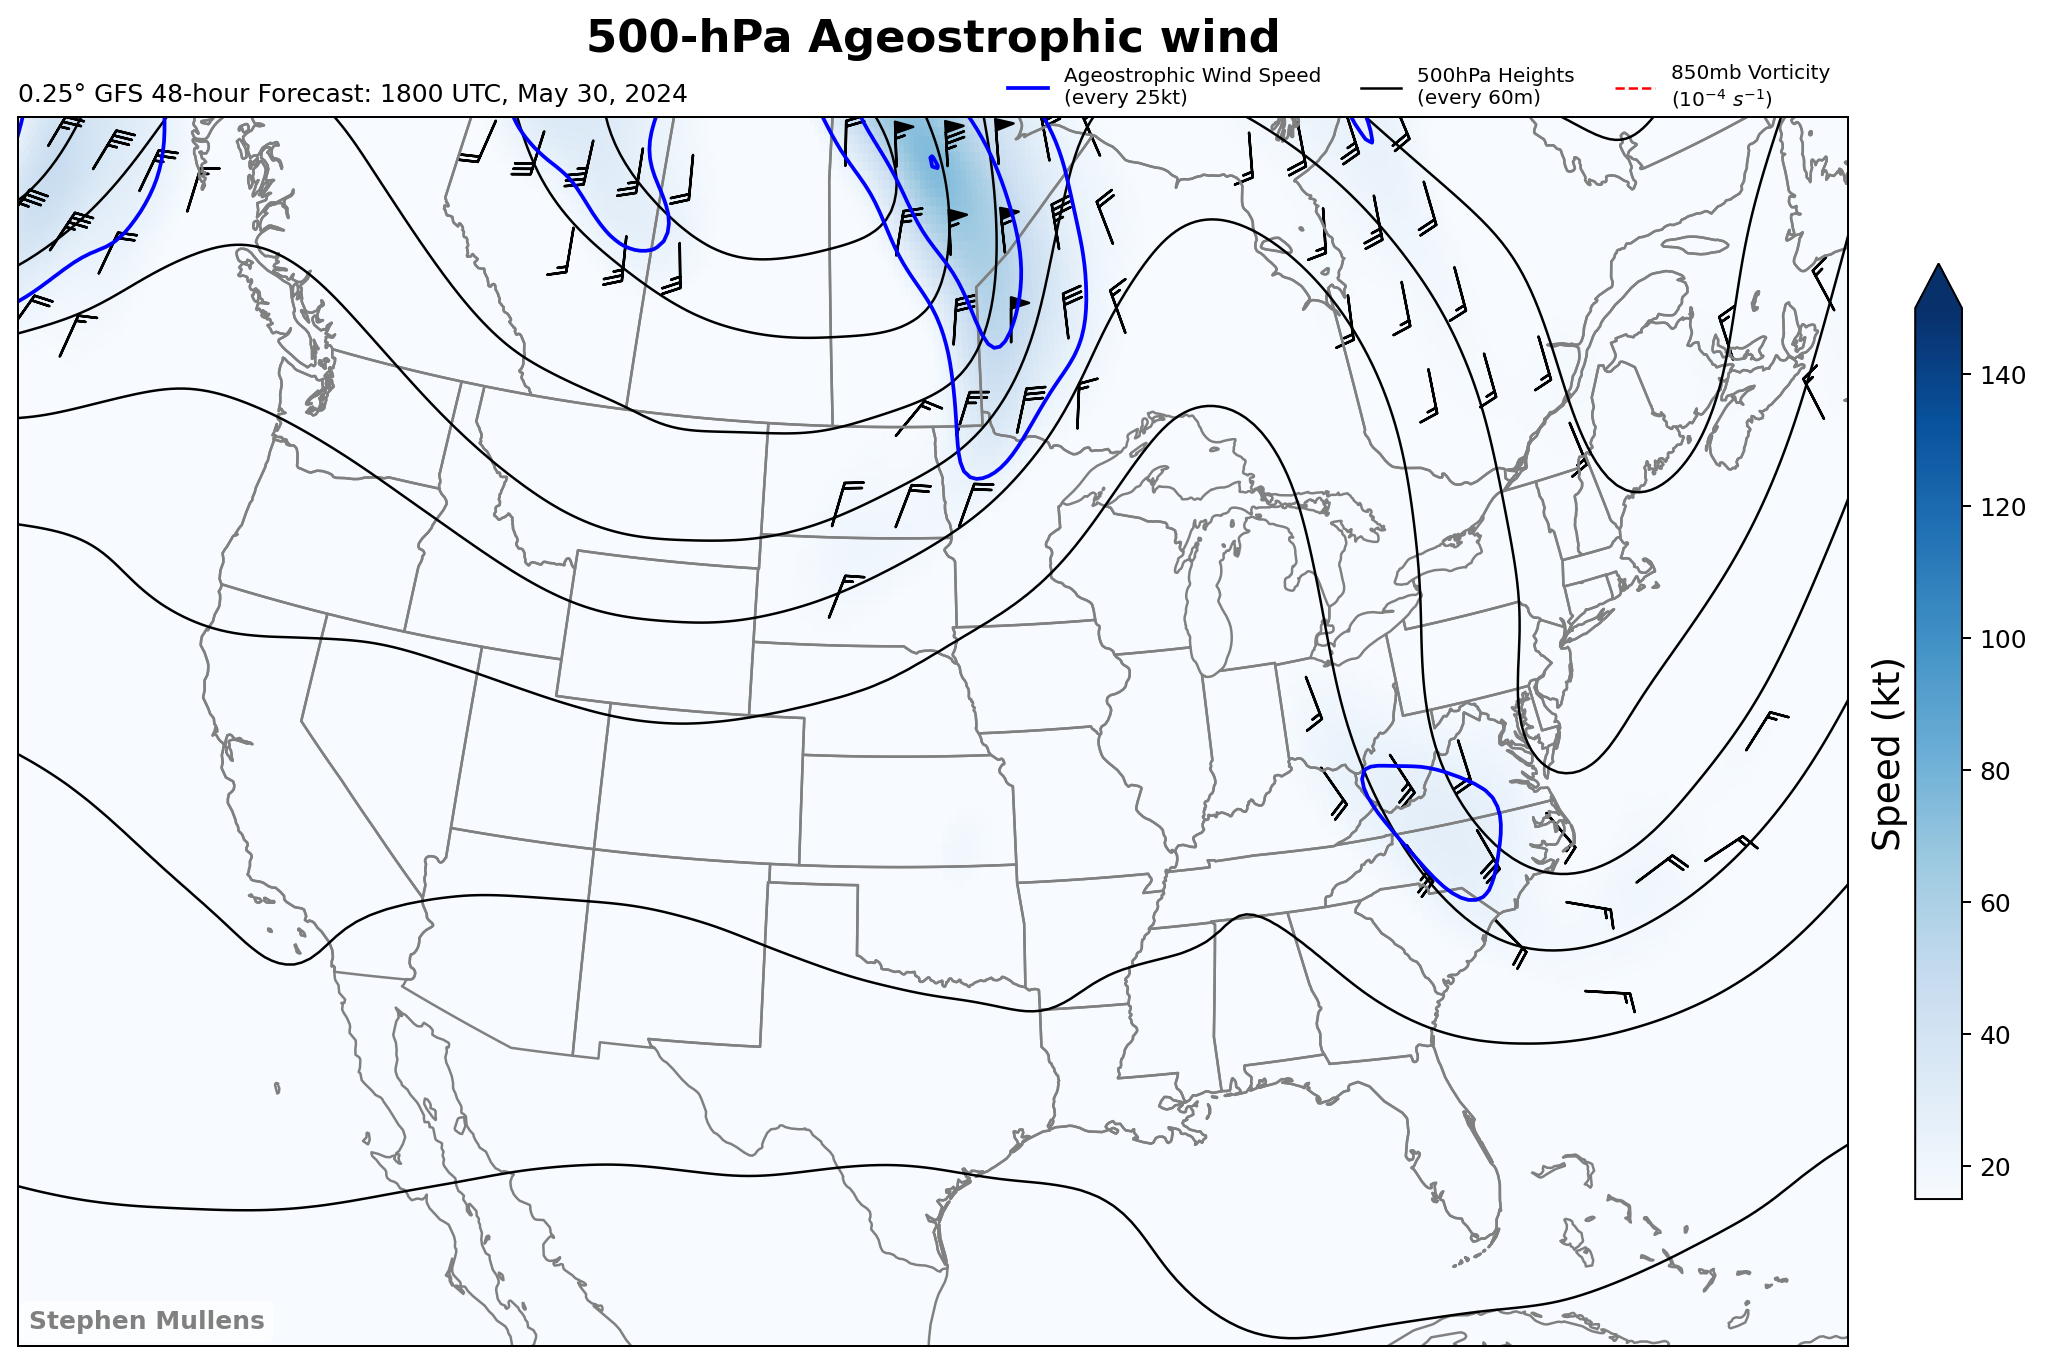 500-hPa Ageostrophic wind
0.25° GFS 48-hour Forecast: 1800 UTC, May 30, 2024
Ageostrophic Wind Speed
(every 25kt)
500hPa Heights
(every 60m)
850mb Vorticity
(10⁻⁴ s⁻¹)
140
120
100
80
60
40
20
Speed (kt)
Stephen Mullens